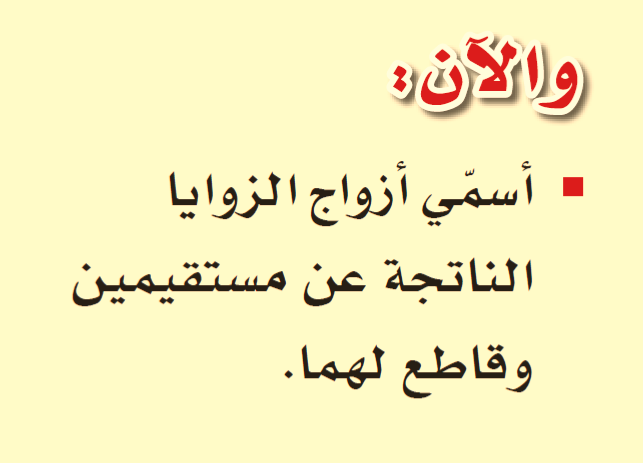 والآن:
أسمّي أزواج الزوايا
الناتجة عن مستقيمين
وقاطع لهما.